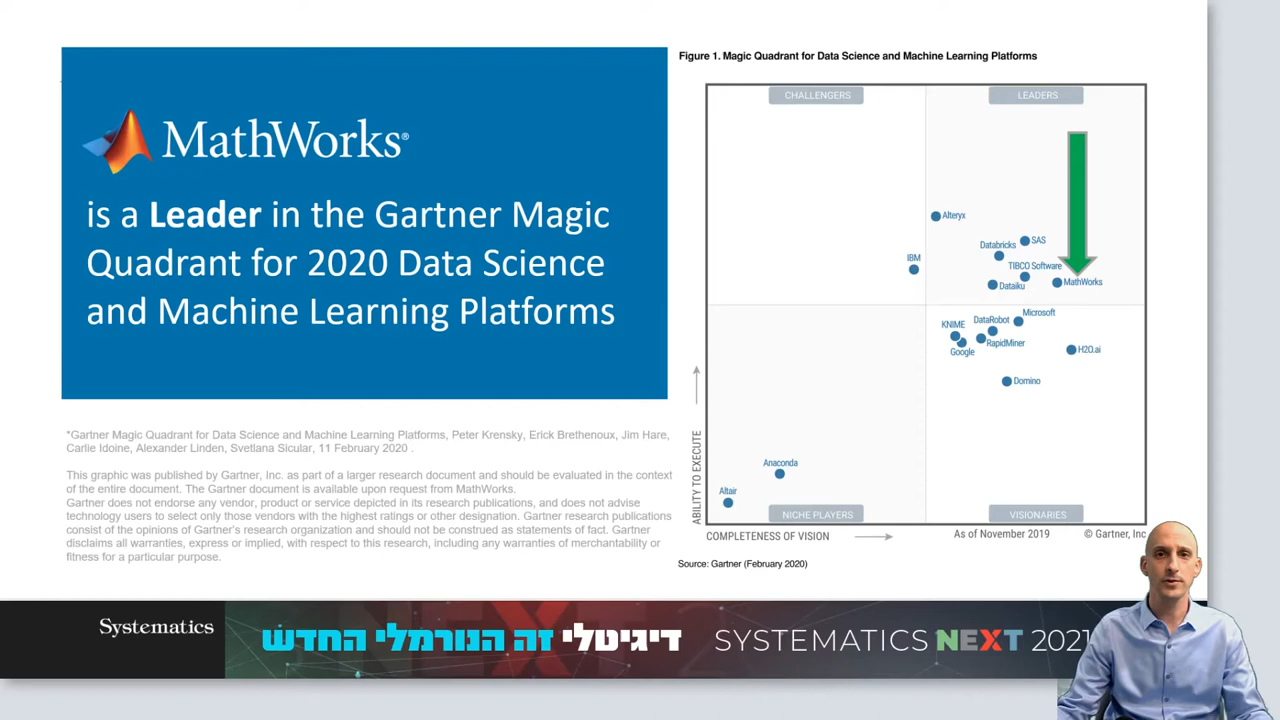 MathWorks®
is a Leader in the Gartner Magic
Quadrant for 2020 Data Science
and Machine Learning Platforms
*Gartner Magic Quadrant for Data Science and Machine Learning Platforms, Peter Krensky, Erick Brethenoux, Jim Hare,
Carlie Idoine, Alexander Linden, Svetlana Sicular, 11 February 2020 .
This graphic was published by Gartner, Inc. as part of a larger research document and should be evaluated in the context
of the entire document. The Gartner document is available upon request from MathWorks.
Gartner does not endorse any vendor, product or service depicted in its research publications, and does not advise
technology users to select only those vendors with the highest ratings or other designation. Gartner research publications
consist of the opinions of Gartner's research organization and should not be construed as statements of fact. Gartner
disclaims all warranties, express or implied, with respect to this research, including any warranties of merchantability or
fitness for a particular purpose.
Figure 1. Magic Quadrant for Data Science and Machine Learning Platforms
CHALLENGERS
LEADERS
Alteryx
SAS
Databricks
IBM
TIBCO Software
MathWorks
Dataiku
Microsoft
DataRobot
KNIME
RapidMiner
Google
H2O.ai
Domino
Anaconda
Altair
NICHE PLAYERS
VISIONARIES
ABILITY TO EXECUTE
COMPLETENESS OF VISION
As of November 2019
© Gartner, Inc
Source: Gartner (February 2020)
Systematics
דיגיטלי זה הנורמלי החדש
SYSTEMATICS NEXT 2021